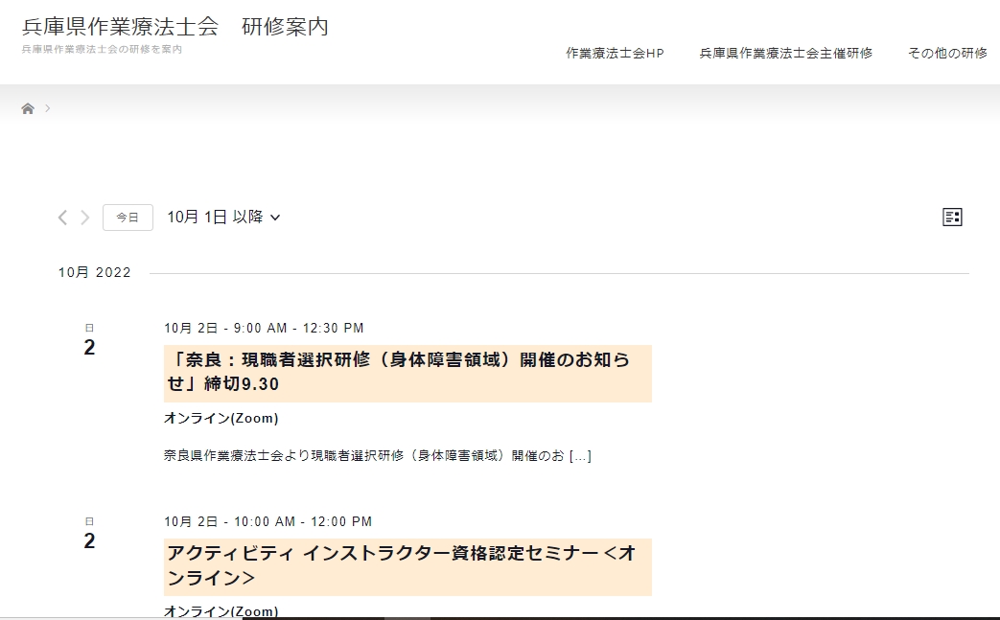 兵庫県作業療法士会　研修案内
兵庫県作業療法士会の研修を案内
作業療法士会HP 兵庫県作業療法士会主催研修 その他の研修
今日 10月 1日 以降
10月 2022
日
2
10月 2日 - 9:00 AM - 12:30 PM
「奈良：現職者選択研修（身体障害領域）開催のお知ら
せ」締切9.30
オンライン(Zoom)
奈良県作業療法士会より現職者選択研修（身体障害領域）開催のお [...]
日
2
10月 2日 - 10:00 AM - 12:00 PM
アクティビティ インストラクター資格認定セミナー＜オ
ンライン＞
オンライン(Zoom)